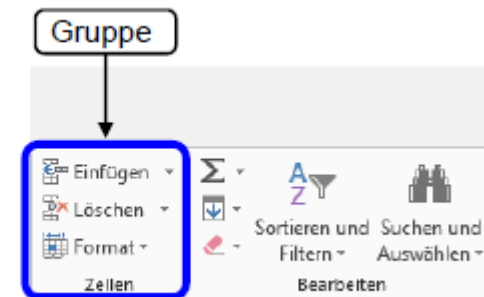 Gruppe
Einfügen
Löschen
Format
Zellen
Σ
A
Z
Sortieren und
Filtern
Suchen und
Auswählen
Bearbeiten